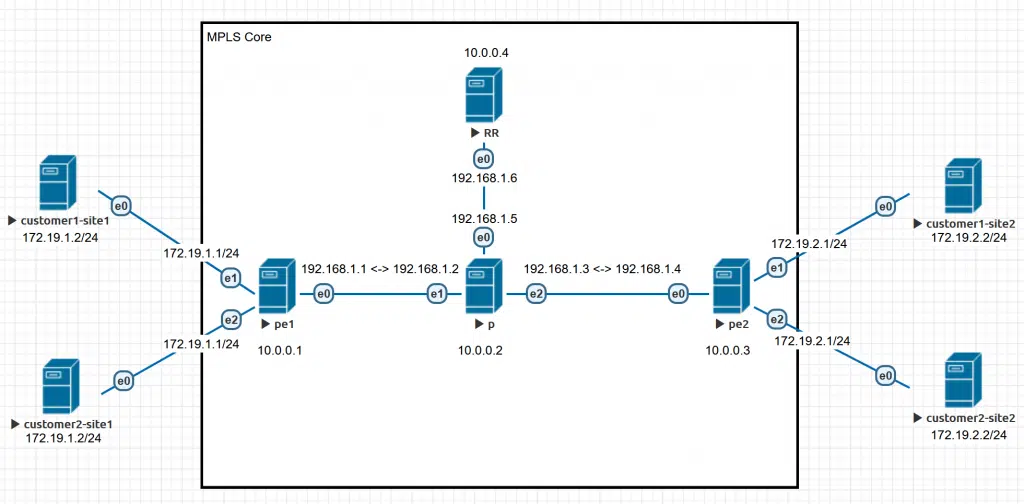 MPLS Core
10.0.0.4
RR
e0
192.168.1.6
192.168.1.5
e0
e0
customer1-site1
172.19.1.2/24
172.19.1.1/24
e1
e2
172.19.1.1/24
e0
customer2-site1
172.19.1.2/24
pe1
10.0.0.1
192.168.1.1 <-> 192.168.1.2
e0
e1
p
10.0.0.2
192.168.1.3 <-> 192.168.1.4
e2
e0
pe2
10.0.0.3
e0
customer1-site2
172.19.2.2/24
172.19.2.1/24
e1
e2
172.19.2.1/24
e0
customer2-site2
172.19.2.2/24